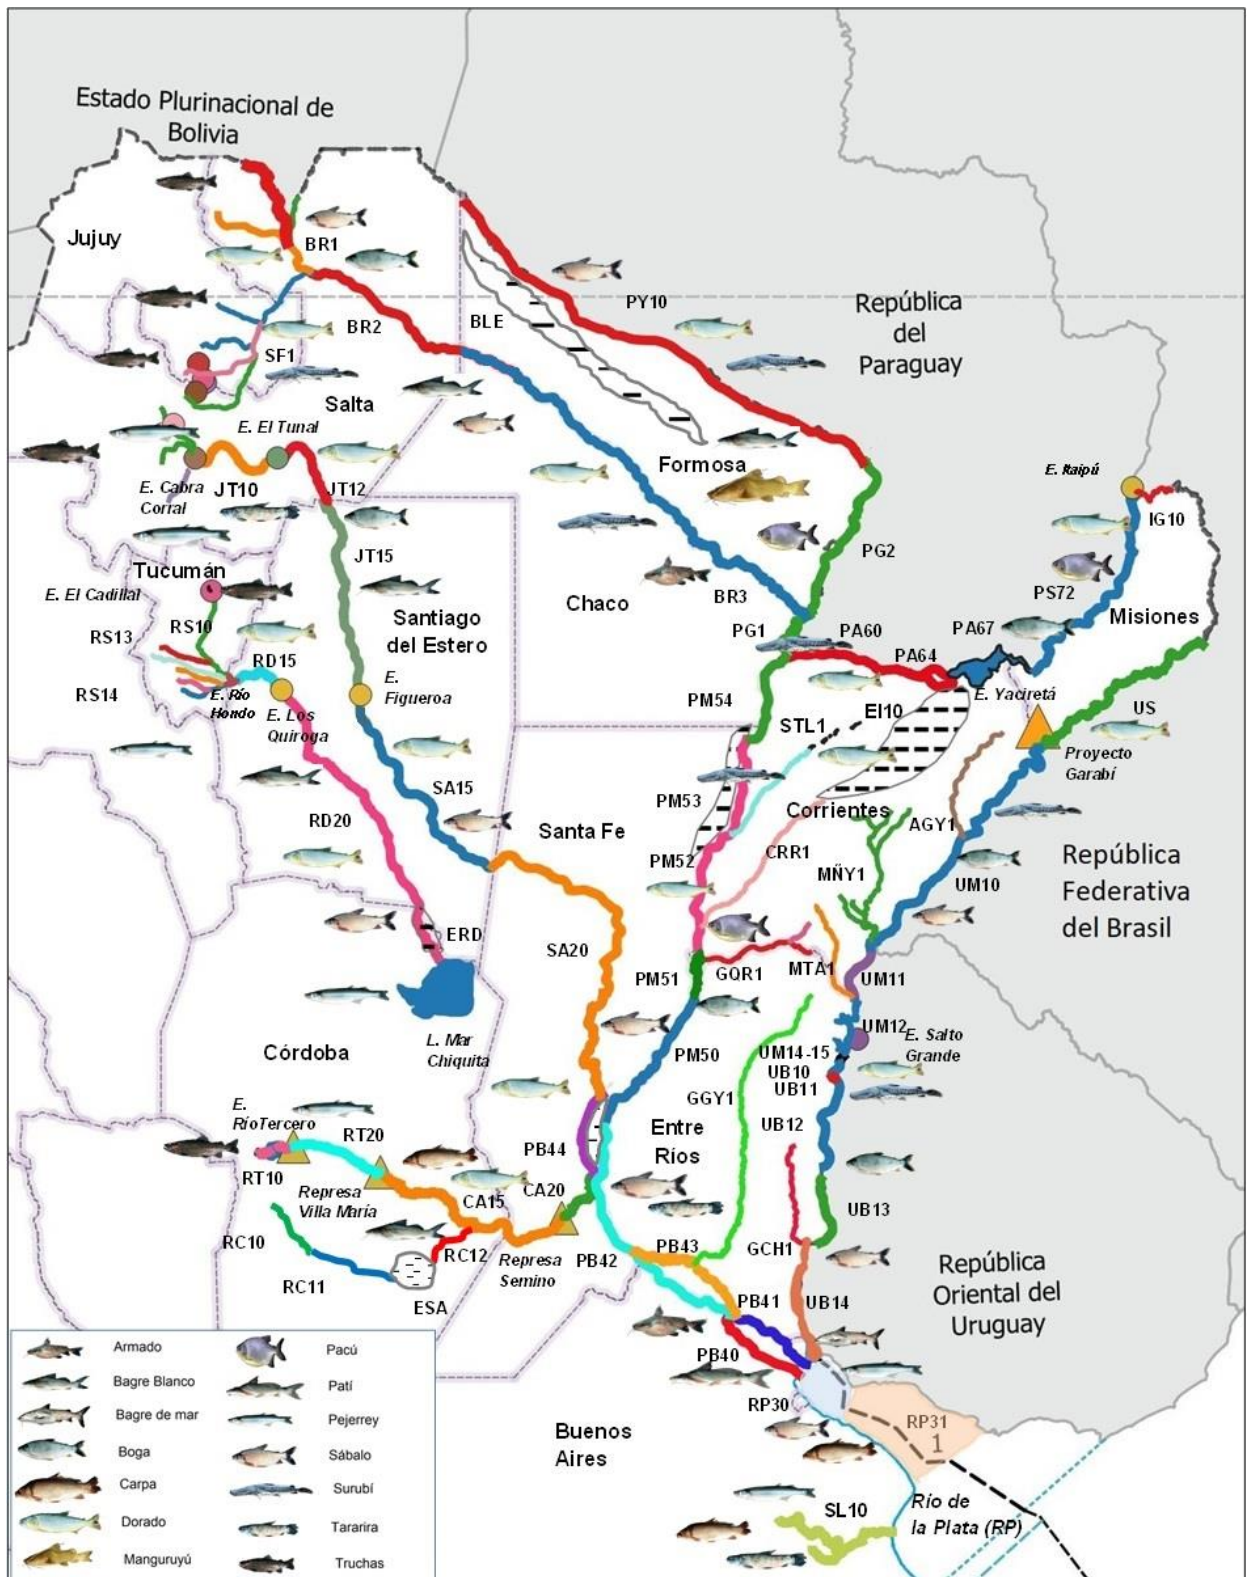 Estado Plurinacional de
Bolivia
Jujuy
BR1
BR2
BLE
PY10
República
del
Paraguay
SF1
Salta
E. El Tunal
Formosa
E. Itaipú
E. Cabra
Corral
JT10
JT12
IG10
JT15
PG2
Tucumán
E. El Cadillal
Chaco
BR3
PS72
Misiones
RS13
RS10
Santiago
del Estero
PG1
PA60
PA67
RD15
PA64
RS14
E. Río
Hondo
E. Los
Quiroga
E.
Figueroa
PM54
STL1
EI10
E. Yaciretá
US
Proyecto
Garabí
SA15
PM53
Corrientes
RD20
Santa Fe
AGY1
PM52
CRR1
MÑY1
UM10
República
Federativa
del Brasil
ERD
SA20
PM51
GQR1
MTA1
UM11
L. Mar
Chiquita
Córdoba
PM50
UM12
E. Salto
Grande
UM14-15
UB10
UB11
GGY1
E.
RíoTercero
RT20
Entre
Ríos
UB12
RT10
Represa
Villa María
PB44
CA15
CA20
UB13
RC10
RC12
Represa
Semino
PB42
PB43
GCH1
RC11
ESA
República
Oriental del
Uruguay
PB41
UB14
PB40
RP30
Buenos
Aires
RP31
1
SL10
Río de
la Plata (RP)
Armado
Pacú
Bagre Blanco
Patí
Bagre de mar
Pejerrey
Boga
Sábalo
Carpa
Surubí
Dorado
Tararira
Manguruyú
Truchas